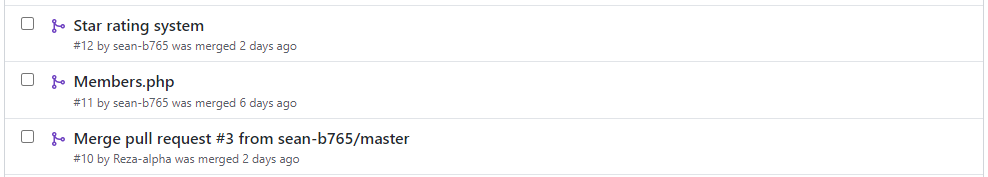 Star rating system
#12 by sean-b765 was merged 2 days ago
Members.php
#11 by sean-b765 was merged 6 days ago
Merge pull request #3 from sean-b765/master
#10 by Reza-alpha was merged 2 days ago